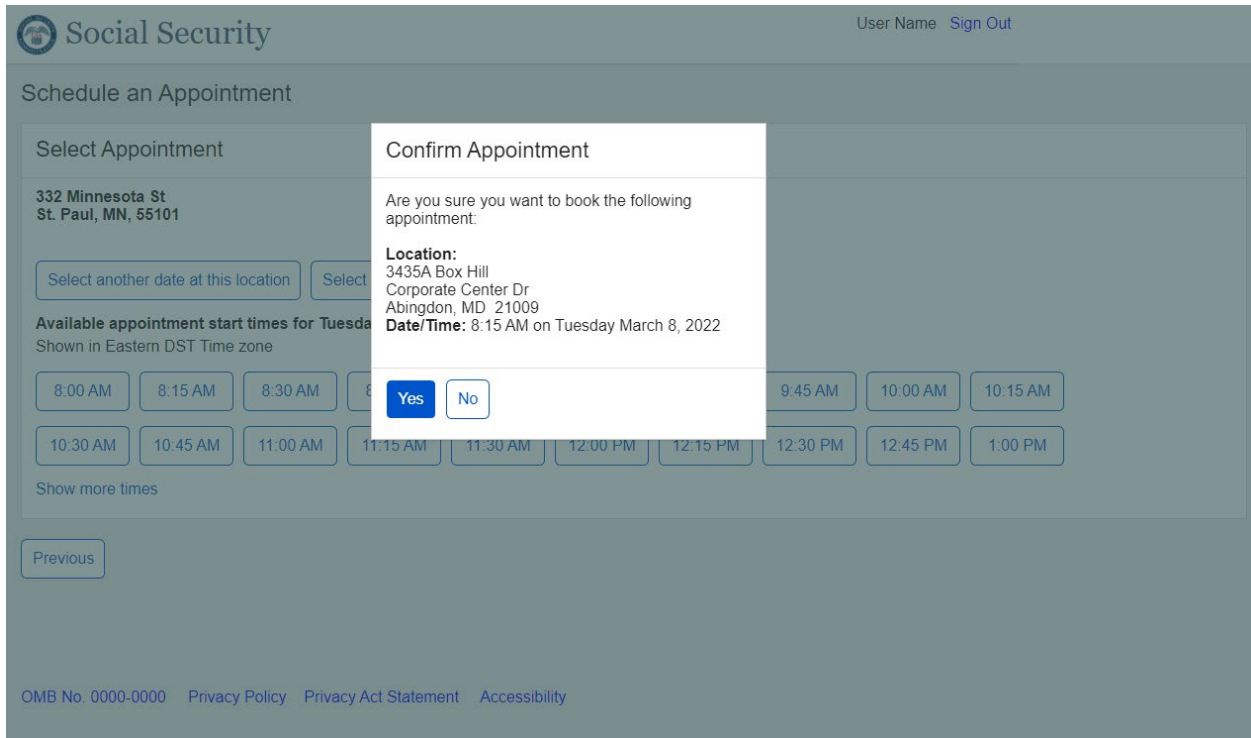 Social Security
User Name Sign Out
Schedule an Appointment
Select Appointment
332 Minnesota St
St. Paul, MN, 55101
Select another date at this location
Select
Available appointment start times for Tuesda
Shown in Eastern DST Time zone
8:00 AM 8:15 AM 8:30 AM 9:45 AM 10:00 AM 10:15 AM
10:30 AM 10:45 AM 11:00 AM 11:15 AM 11:30 AM 12:00 PM 12:15 PM 12:30 PM 12:45 PM 1:00 PM
Show more times
Previous
Confirm Appointment
Are you sure you want to book the following
appointment:
Location:
3435A Box Hill
Corporate Center Dr
Abingdon, MD 21009
Date/Time: 8:15 AM on Tuesday March 8, 2022
Yes No
OMB No. 0000-0000 Privacy Policy Privacy Act Statement Accessibility